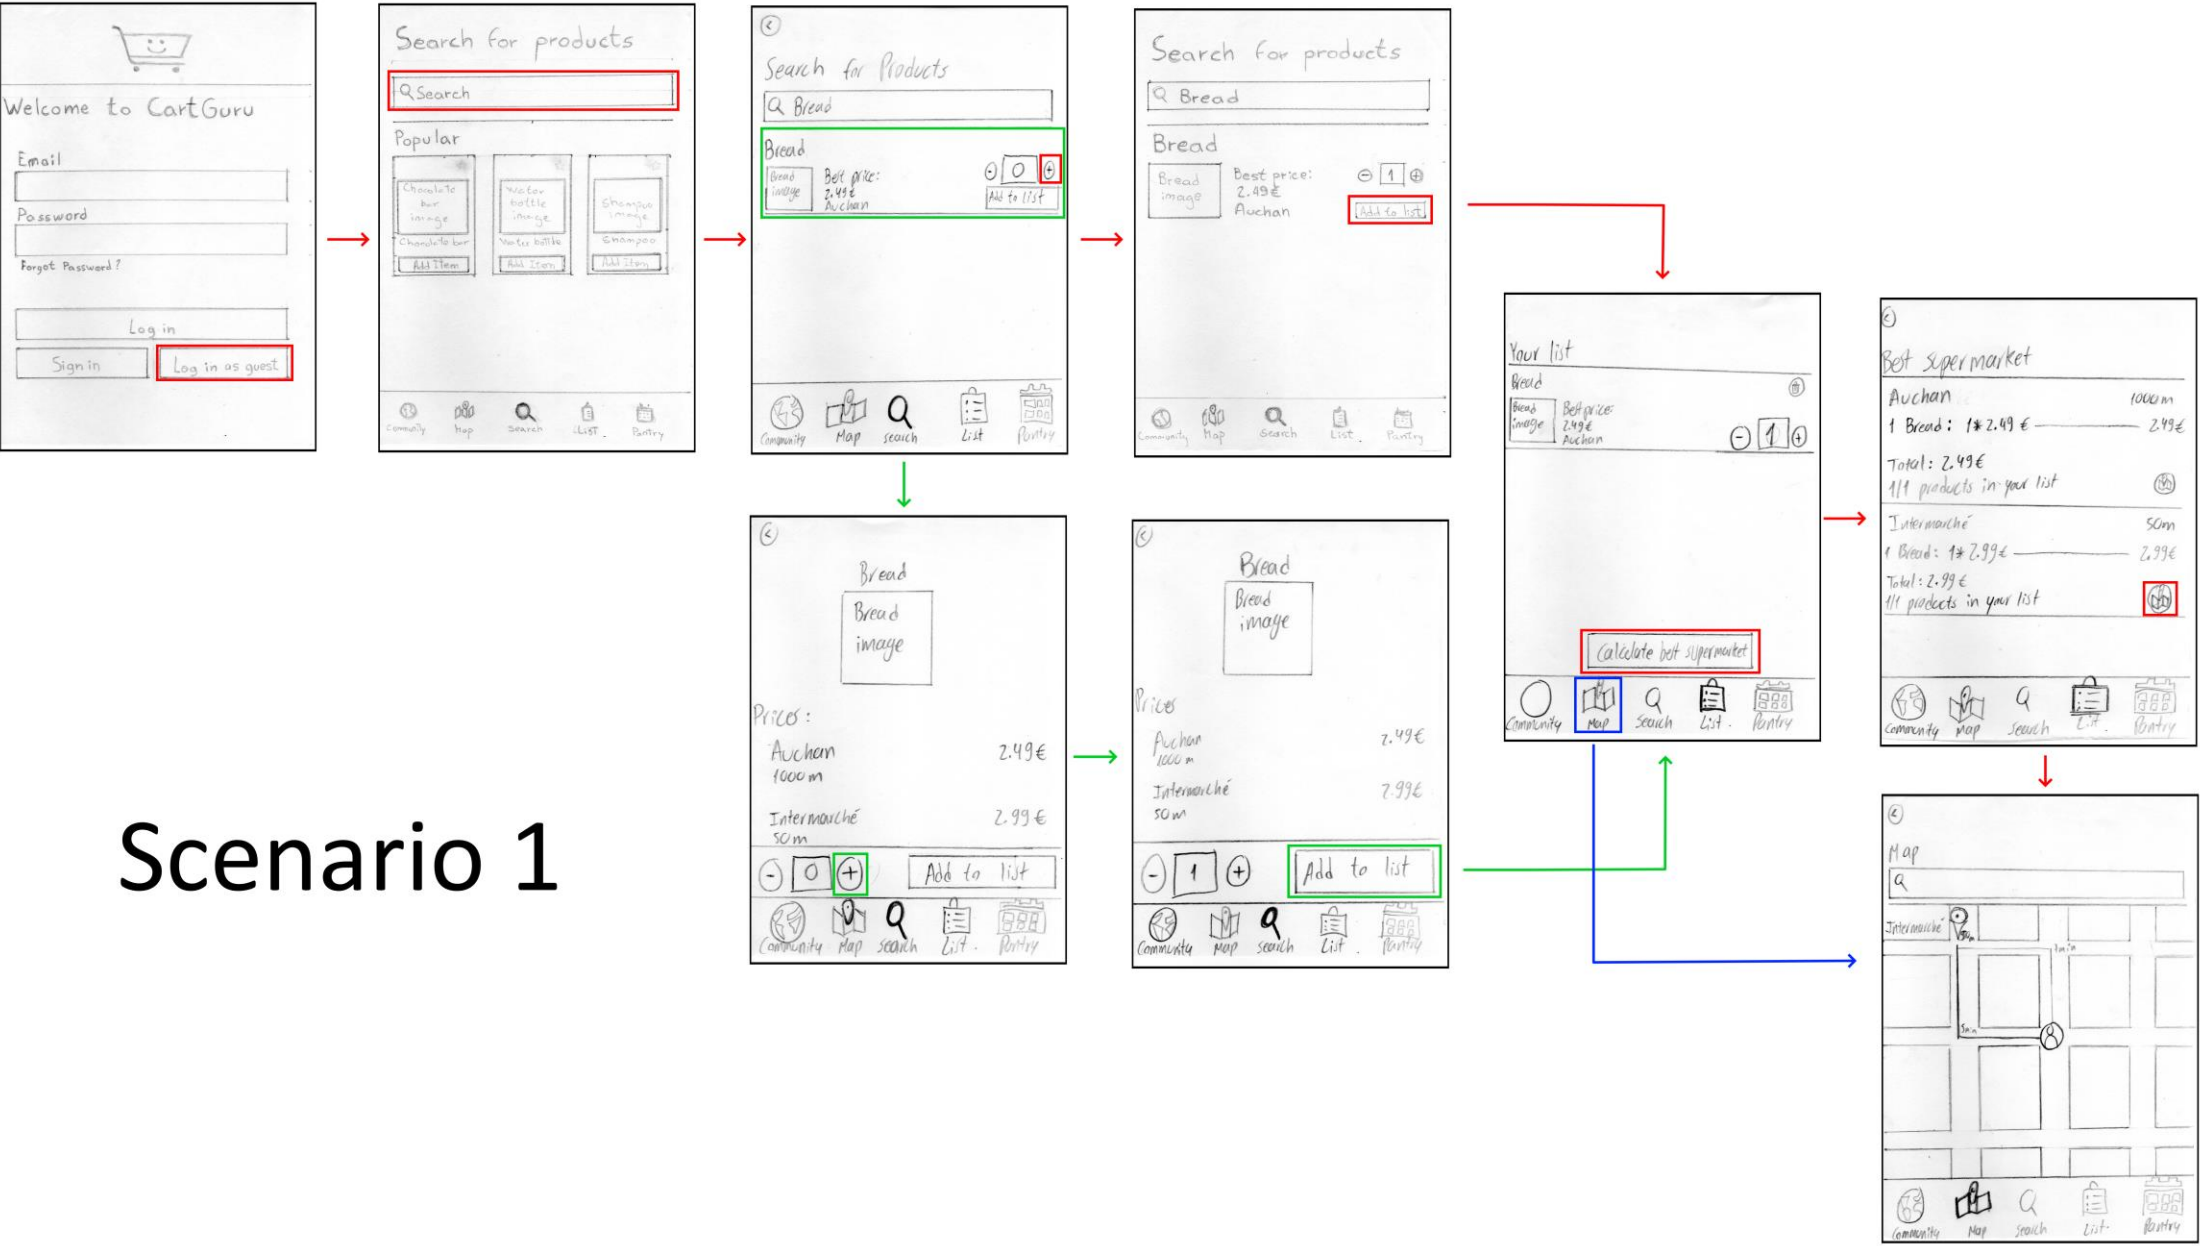 Welcome to CartGuru
Email
Password
Forgot Password?
Log in
Sign in
Log in as guest
Search for products
Search
Popular
Chocolate bar image
Water bottle image
Shampoo image
Chocolate bar
Water bottle
Shampoo
Add Item
Add Item
Add Item
Community
Map
Search
List
Pantry
Search for Products
Bread
Bread
Bread image
Best price:
2.49€
Auchan
- 0 +
Add to list
Community
Map
search
List
Pantry
Search for products
Bread
Bread
Bread image
Best price:
2.49€
Auchan
- 1 +
Add to list
Community
Map
Search
List
Pantry
Bread
Bread image
Prices:
Auchan 2.49€
1000m
Intermarché 2.99€
50m
- 0 + Add to list
Community
Map
search
List
Pantry
Bread
Bread image
Prices
Auchan 2.49€
1000m
Intermarché 2.99€
50m
- 1 + Add to list
Community
Map
search
List
Pantry
Your list
Bread
Bread image
Best price:
2.49€
Auchan
- 1 +
Calculate best supermarket
Community
Map
search
List
Pantry
Best supermarket
Auchan 1000m
1 Bread: 1*2.49€ 2.49€
Total: 2.49€
1/1 products in your list
Intermarché 50m
1 Bread: 1*2.99€ 2.99€
Total: 2.99€
1/1 products in your list
Community
Map
search
List
Pantry
Map
Intermarché
1min
5min
Community
Map
search
List
Pantry
Scenario 1